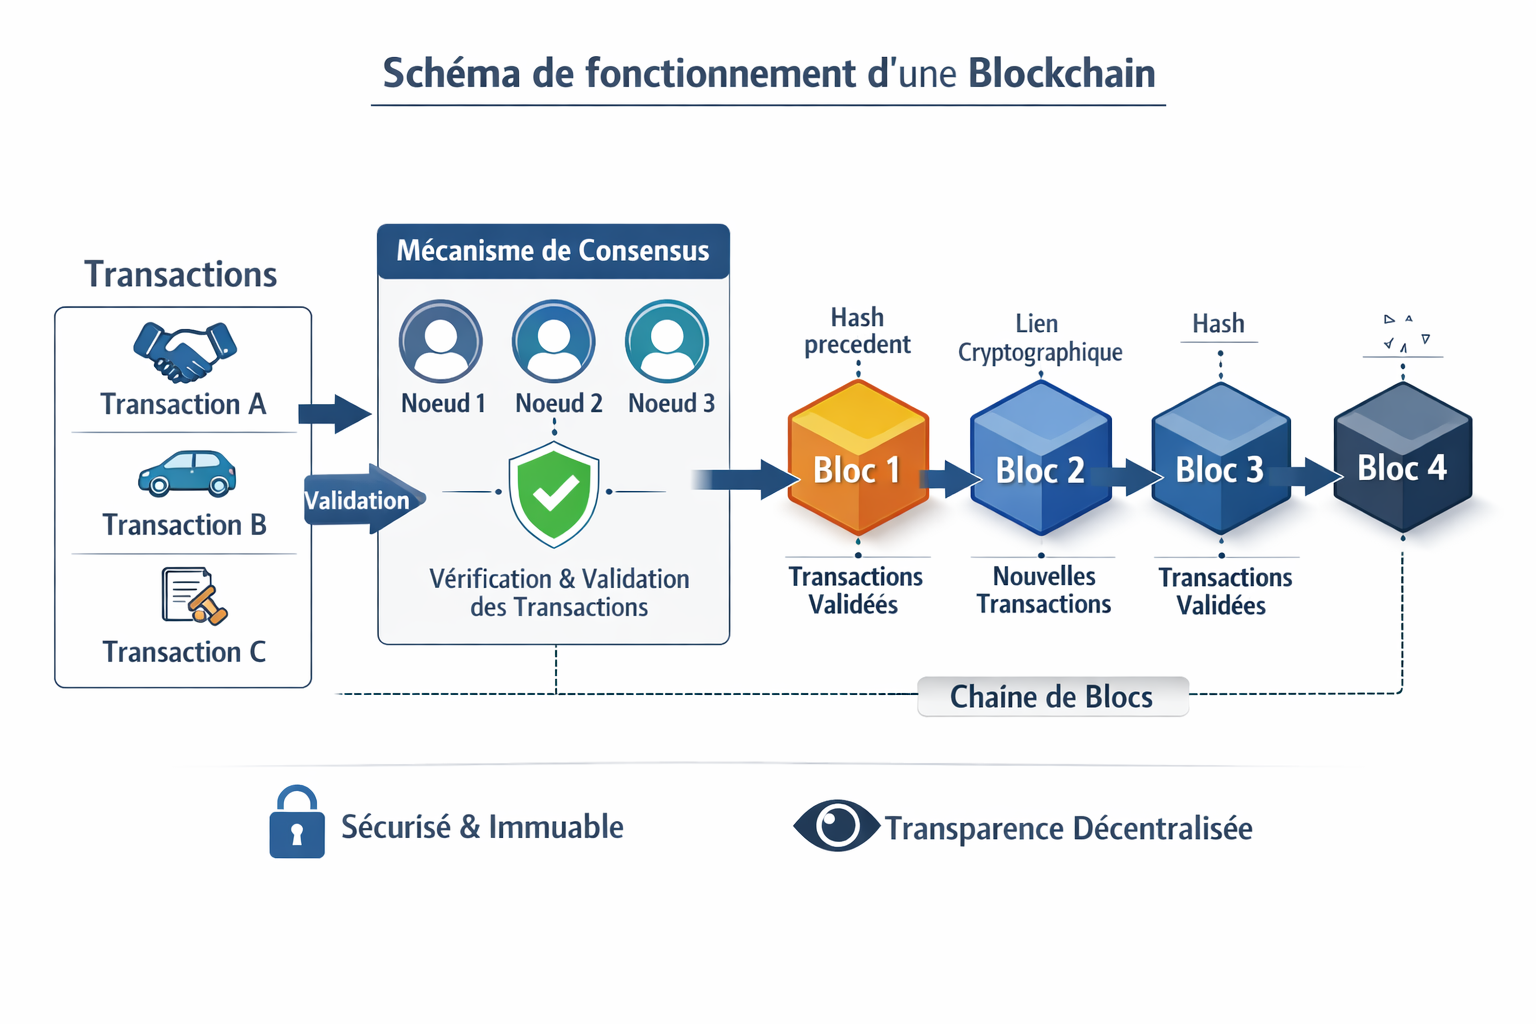 Schéma de fonctionnement d'une Blockchain
Transactions
Transaction A
Transaction B
Transaction C
Validation
Mécanisme de Consensus
Noeud 1
Noeud 2
Noeud 3
Vérification & Validation
des Transactions
Hash
precedent
Bloc 1
Transactions
Validéés
Lien
Cryptographique
Bloc 2
Nouvelles
Transactions
Hash
Bloc 3
Transactions
Validées
Bloc 4
Chaine de Blocs
Sécurisé & Immuable
Transparence Décentralisée